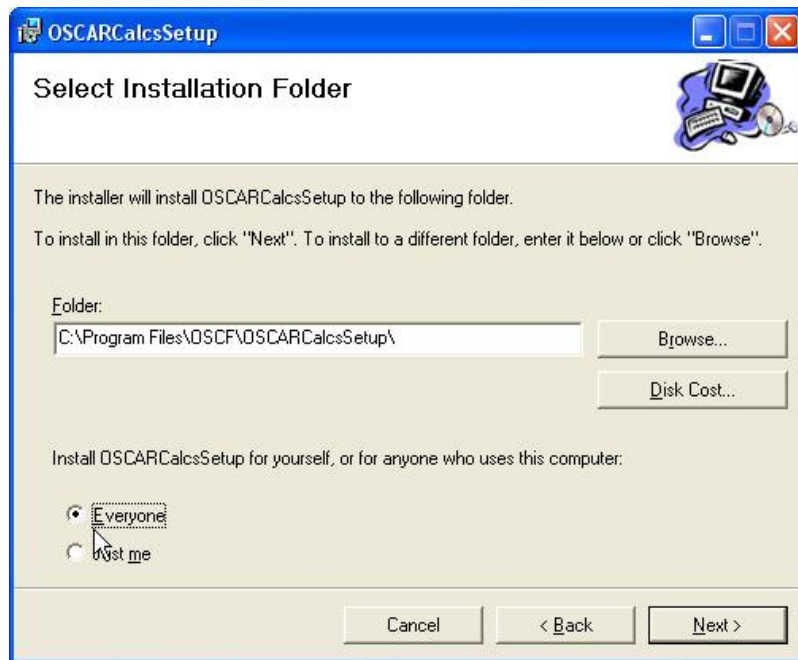 OSCARCalcsSetup
Select Installation Folder
The installer will install OSCARCalcsSetup to the following folder.
To install in this folder, click "Next". To install to a different folder, enter it below or click "Browse".
Folder:
C:\Program Files\OSCF\OSCARCalcsSetup\
Browse...
Disk Cost...
Install OSCARCalcsSetup for yourself, or for anyone who uses this computer:
Everyone
Just me
Cancel
< Back
Next >